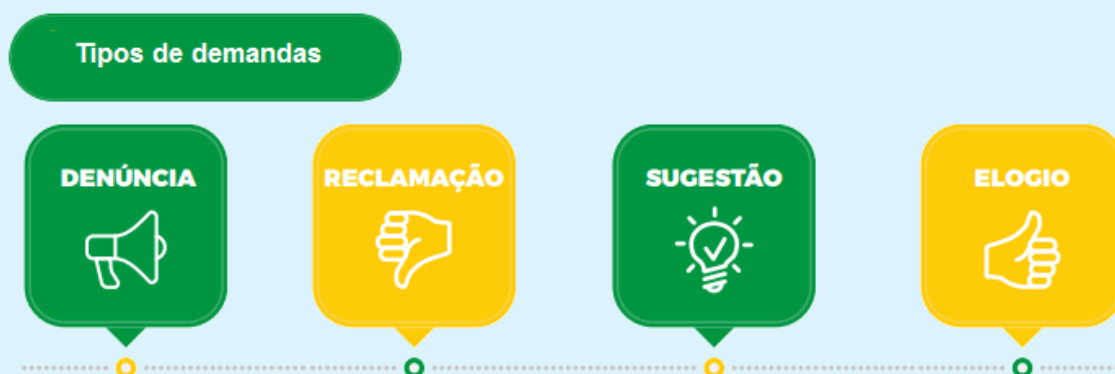 Tipos de demandas
DENÚNCIA
RECLAMAÇÃO
SUGESTÃO
ELOGIO